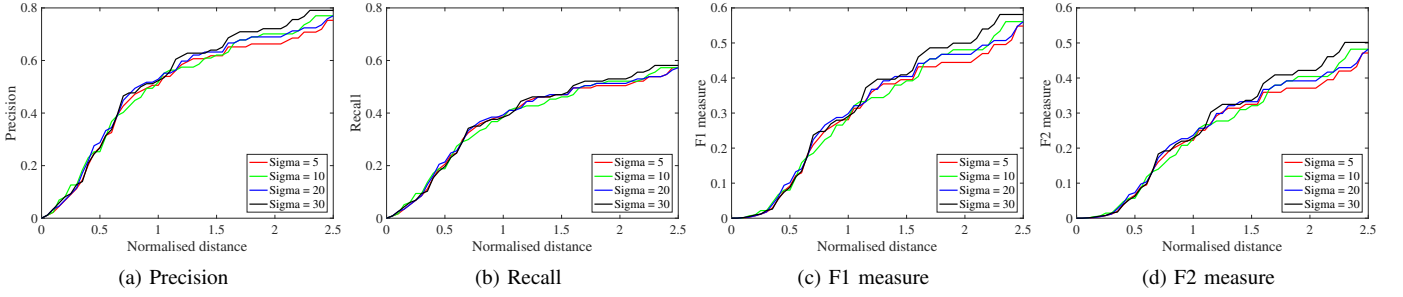 0.8
0.6
0.4
0.2
0
Precision
0 0.5 1 1.5 2 2.5
Normalised distance
Sigma = 5
Sigma = 10
Sigma = 20
Sigma = 30
(a) Precision
0.8
0.6
0.4
0.2
0
Recall
0 0.5 1 1.5 2 2.5
Normalised distance
Sigma = 5
Sigma = 10
Sigma = 20
Sigma = 30
(b) Recall
0.6
0.5
0.4
0.3
0.2
0.1
0
F1 measure
0 0.5 1 1.5 2 2.5
Normalised distance
Sigma = 5
Sigma = 10
Sigma = 20
Sigma = 30
(c) F1 measure
0.6
0.5
0.4
0.3
0.2
0.1
0
F2 measure
0 0.5 1 1.5 2 2.5
Normalised distance
Sigma = 5
Sigma = 10
Sigma = 20
Sigma = 30
(d) F2 measure